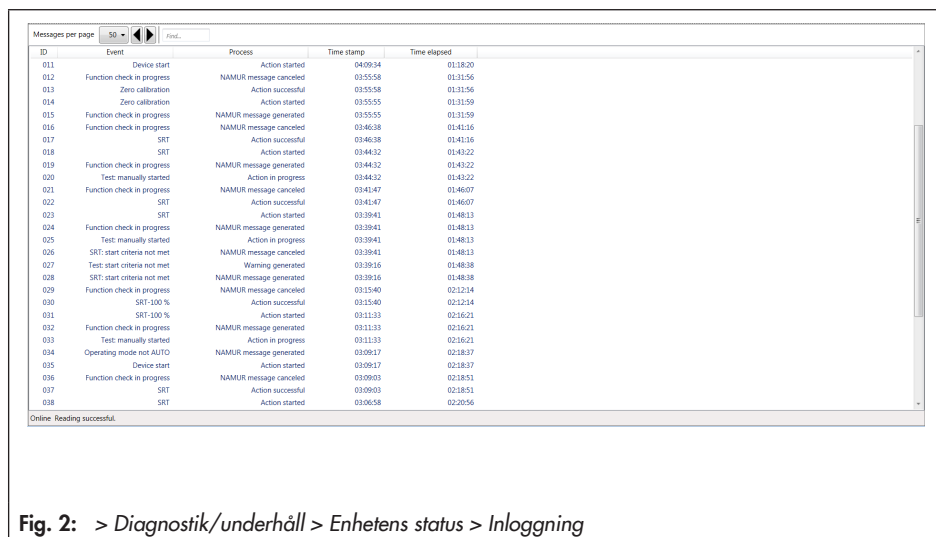 Messages per page 50 Find...
ID Event Process Time stamp Time elapsed
011 Device start Action started 04:09:34 01:18:20
012 Function check in progress NAMUR message canceled 03:55:58 01:31:56
013 Zero calibration Action successful 03:55:58 01:31:56
014 Zero calibration Action started 03:55:55 01:31:59
015 Function check in progress NAMUR message generated 03:55:55 01:31:59
016 Function check in progress NAMUR message canceled 03:46:38 01:41:16
017 SRT Action successful 03:46:38 01:41:16
018 SRT Action started 03:44:32 01:43:22
019 Function check in progress NAMUR message generated 03:44:32 01:43:22
020 Test: manually started Action in progress 03:44:32 01:43:22
021 Function check in progress NAMUR message canceled 03:41:47 01:46:07
022 SRT Action successful 03:41:47 01:46:07
023 SRT Action started 03:39:41 01:48:13
024 Function check in progress NAMUR message generated 03:39:41 01:48:13
025 Test: manually started Action in progress 03:39:41 01:48:13
026 SRT: start criteria not met NAMUR message canceled 03:39:41 01:48:13
027 Test: start criteria not met Warning generated 03:39:16 01:48:38
028 SRT: start criteria not met NAMUR message generated 03:39:16 01:48:38
029 Function check in progress NAMUR message canceled 03:15:40 02:12:14
030 SRT-100 % Action successful 03:15:40 02:12:14
031 SRT-100 % Action started 03:11:33 02:16:21
032 Function check in progress NAMUR message generated 03:11:33 02:16:21
033 Test: manually started Action in progress 03:11:33 02:16:21
034 Operating mode not AUTO NAMUR message generated 03:09:17 02:18:37
035 Device start Action started 03:09:17 02:18:37
036 Function check in progress NAMUR message canceled 03:09:03 02:18:51
037 SRT Action successful 03:09:03 02:18:51
038 SRT Action started 03:06:58 02:20:56
Online Reading successful.
Fig. 2: > Diagnostik/underhåll > Enhetens status > Inloggning